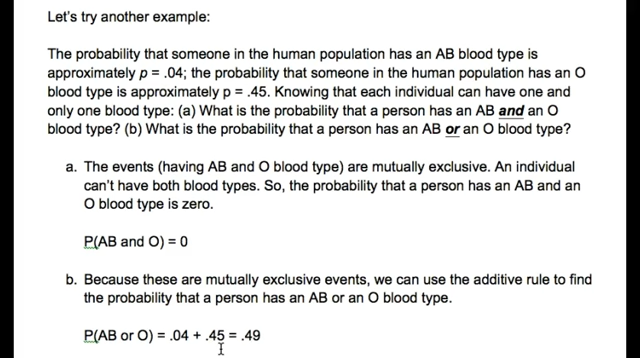 Let's try another example:
The probability that someone in the human population has an AB blood type is
approximately p = .04; the probability that someone in the human population has an O
blood type is approximately p = .45. Knowing that each individual can have one and
only one blood type: (a) What is the probability that a person has an AB and an O
blood type? (b) What is the probability that a person has an AB or an O blood type?
a. The events (having AB and O blood type) are mutually exclusive. An individual
can't have both blood types. So, the probability that a person has an AB and an
O blood type is zero.
P(AB and O) = 0
b. Because these are mutually exclusive events, we can use the additive rule to find
the probability that a person has an AB or an O blood type.
P(AB or O) = .04 + .45 = .49